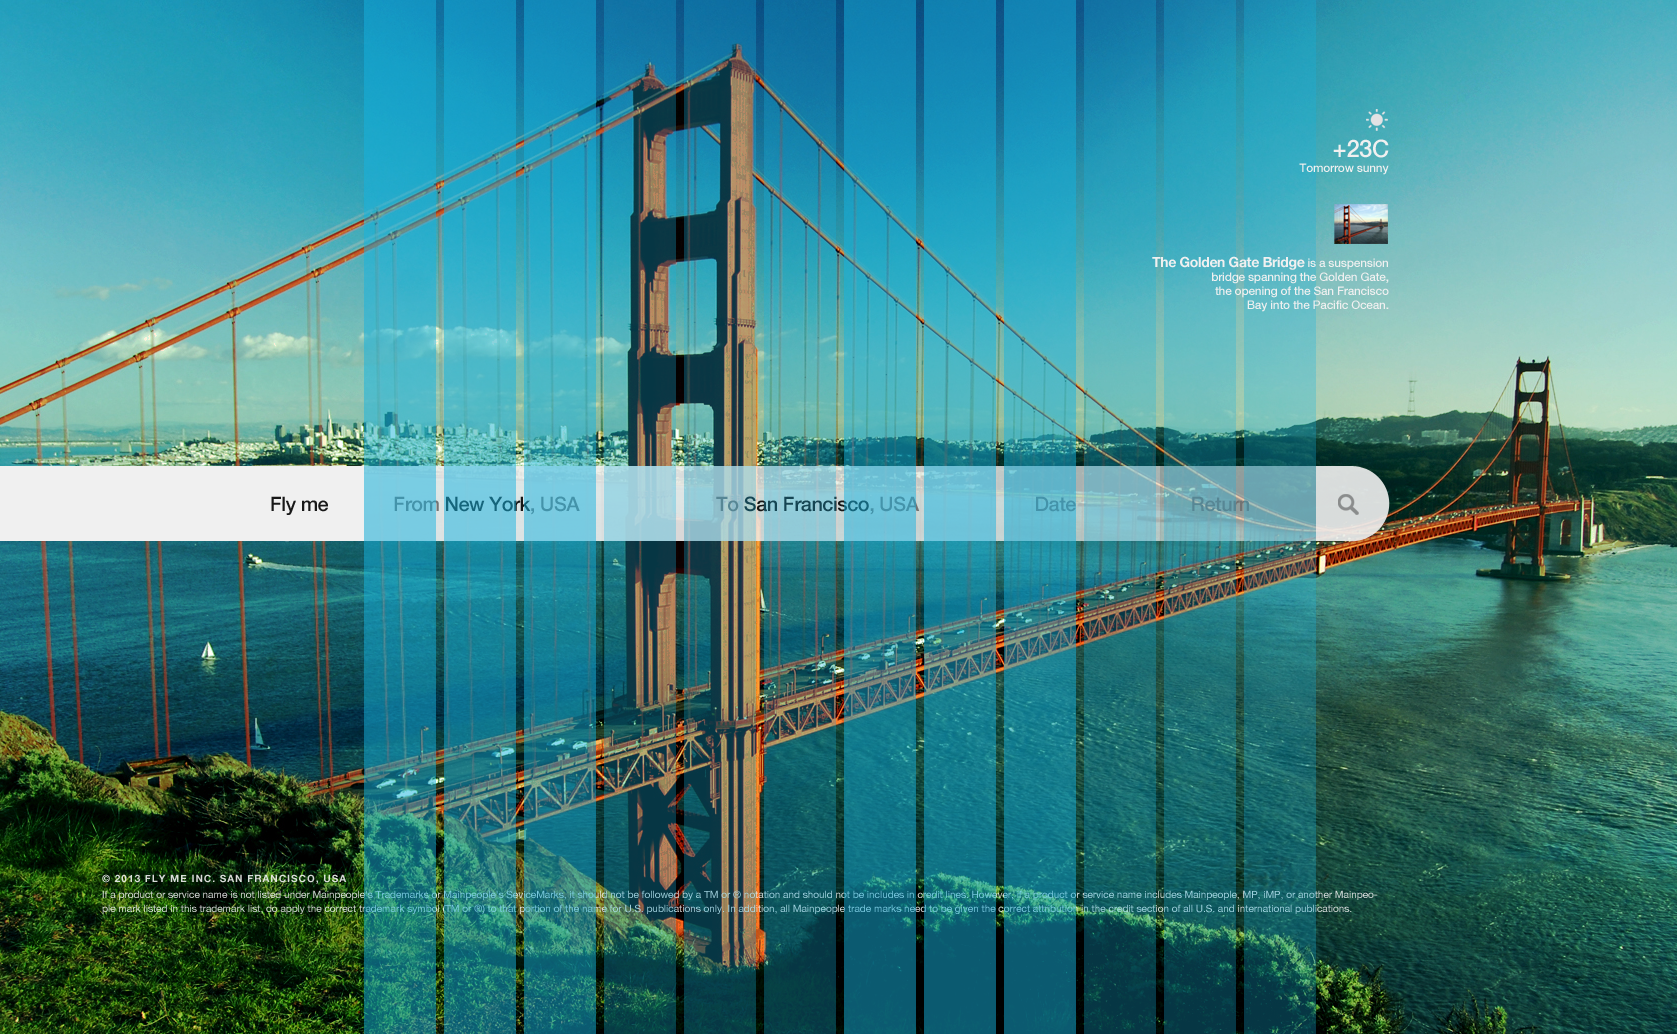 +23C
Tomorrow sunny
The Golden Gate Bridge is a suspension
bridge spanning the Golden Gate,
the opening of the San Francisco
Bay into the Pacific Ocean.
Fly me From New York, USA To San Francisco, USA Date Return
© 2013 FLY ME INC. SAN FRANCISCO, USA
If a product or service name is not listed under Mainpeople's Trademarks or Mainpeople's SeviceMarks, it should not be followed by a TM or ® notation and should not be includes in credit lines. However, is a product or service name includes Mainpeople, MP, iMP, or another Mainpeo-
ple mark listed in this trademark list, do apply the correct trademark symbol (TM or ®) to that portion of the name for U.S. publications only. In addition, all Mainpeople trade marks need to be given the correct attribution in the credit section of all U.S. and international publications.